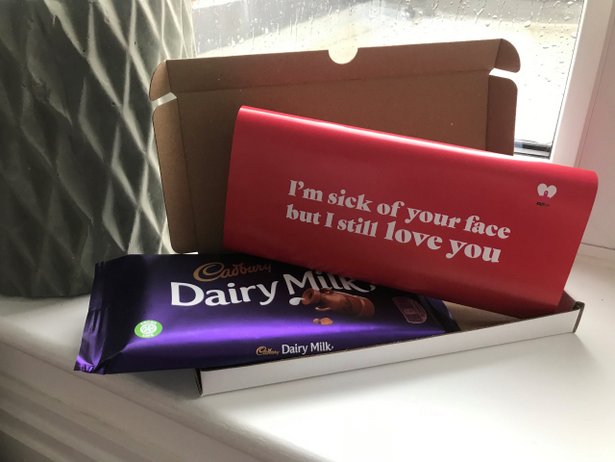 I'm sick of your face
but I still love you
Cadbury
Dairy Milk
Cadbury Dairy Milk